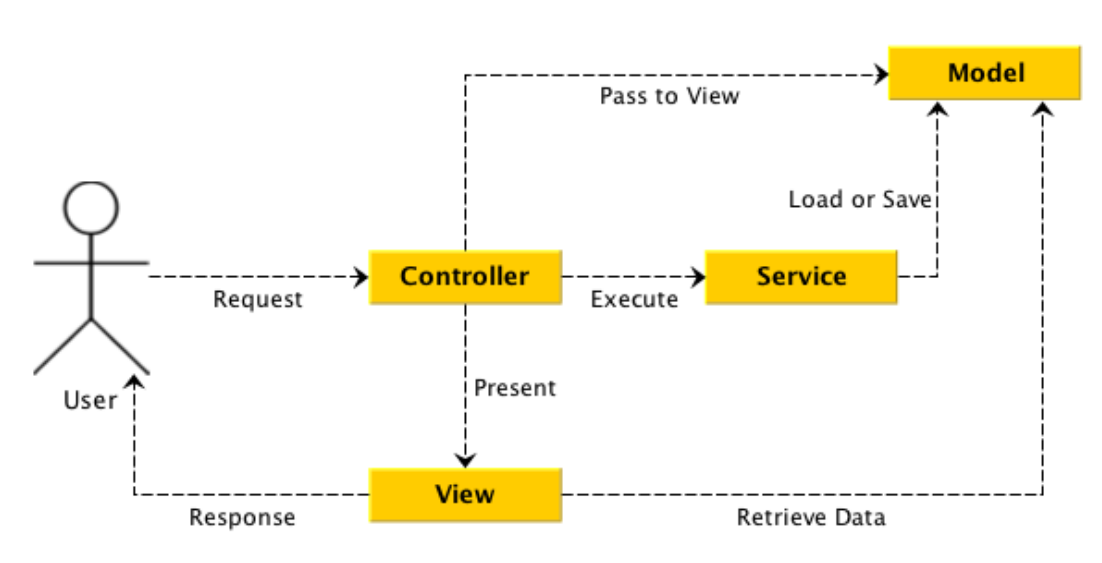 Model
Pass to View
Load or Save
Controller
Service
Request
Execute
Present
User
View
Response
Retrieve Data